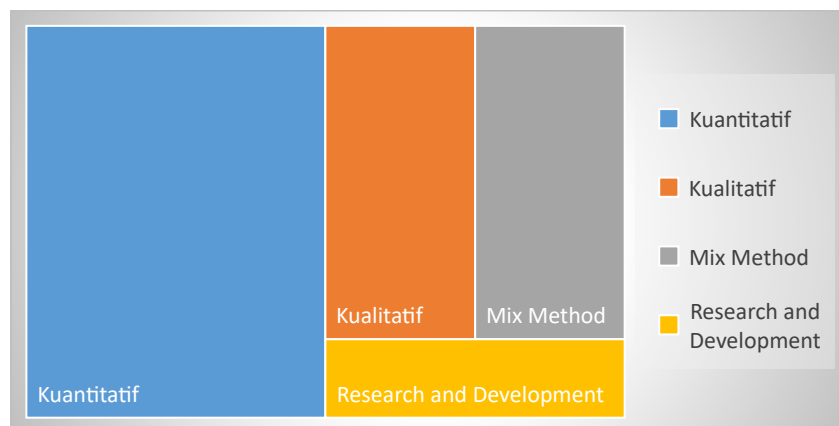 Kuantitatif
Kualitatif
Mix Method
Research and Development
Kuantitatif
Kualitatif
Mix Method
Research and
Development